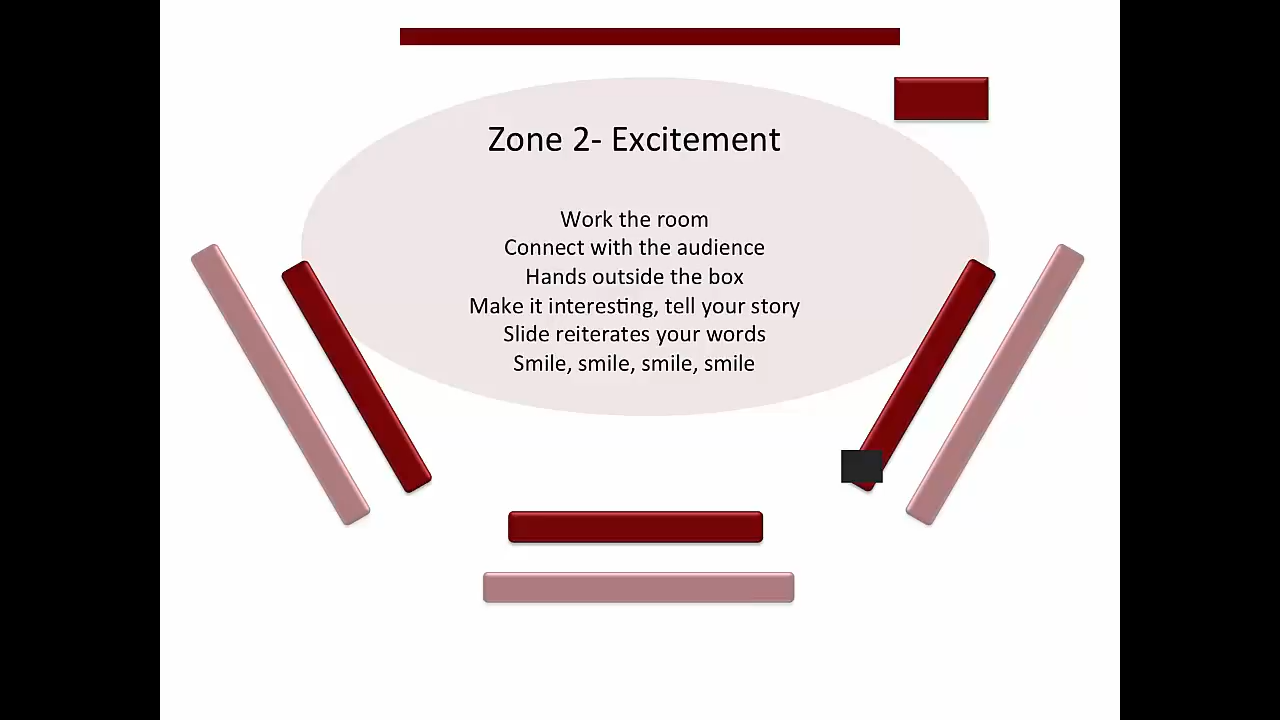 Zone 2- Excitement
Work the room
Connect with the audience
Hands outside the box
Make it interesting, tell your story
Slide reiterates your words
Smile, smile, smile, smile